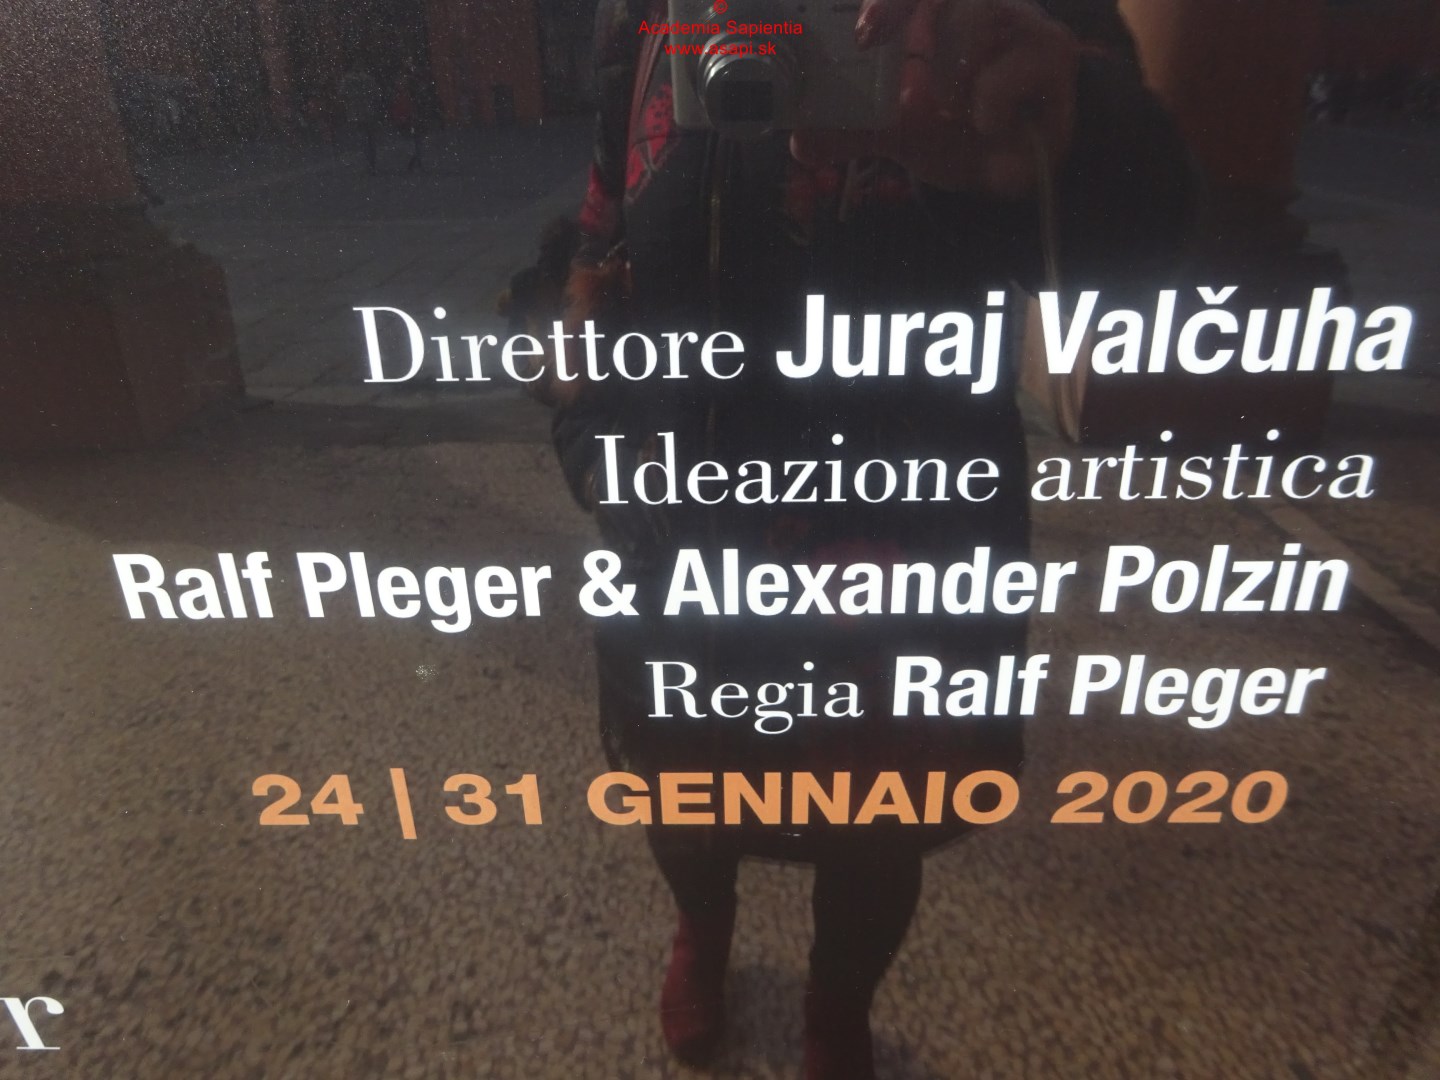 ©
Academia Sapientia
www.asapi.sk
Direttore Juraj Valčuha
Ideazione artistica
Ralf Pleger & Alexander Polzin
Regia Ralf Pleger
24 | 31 GENNAIO 2020
r